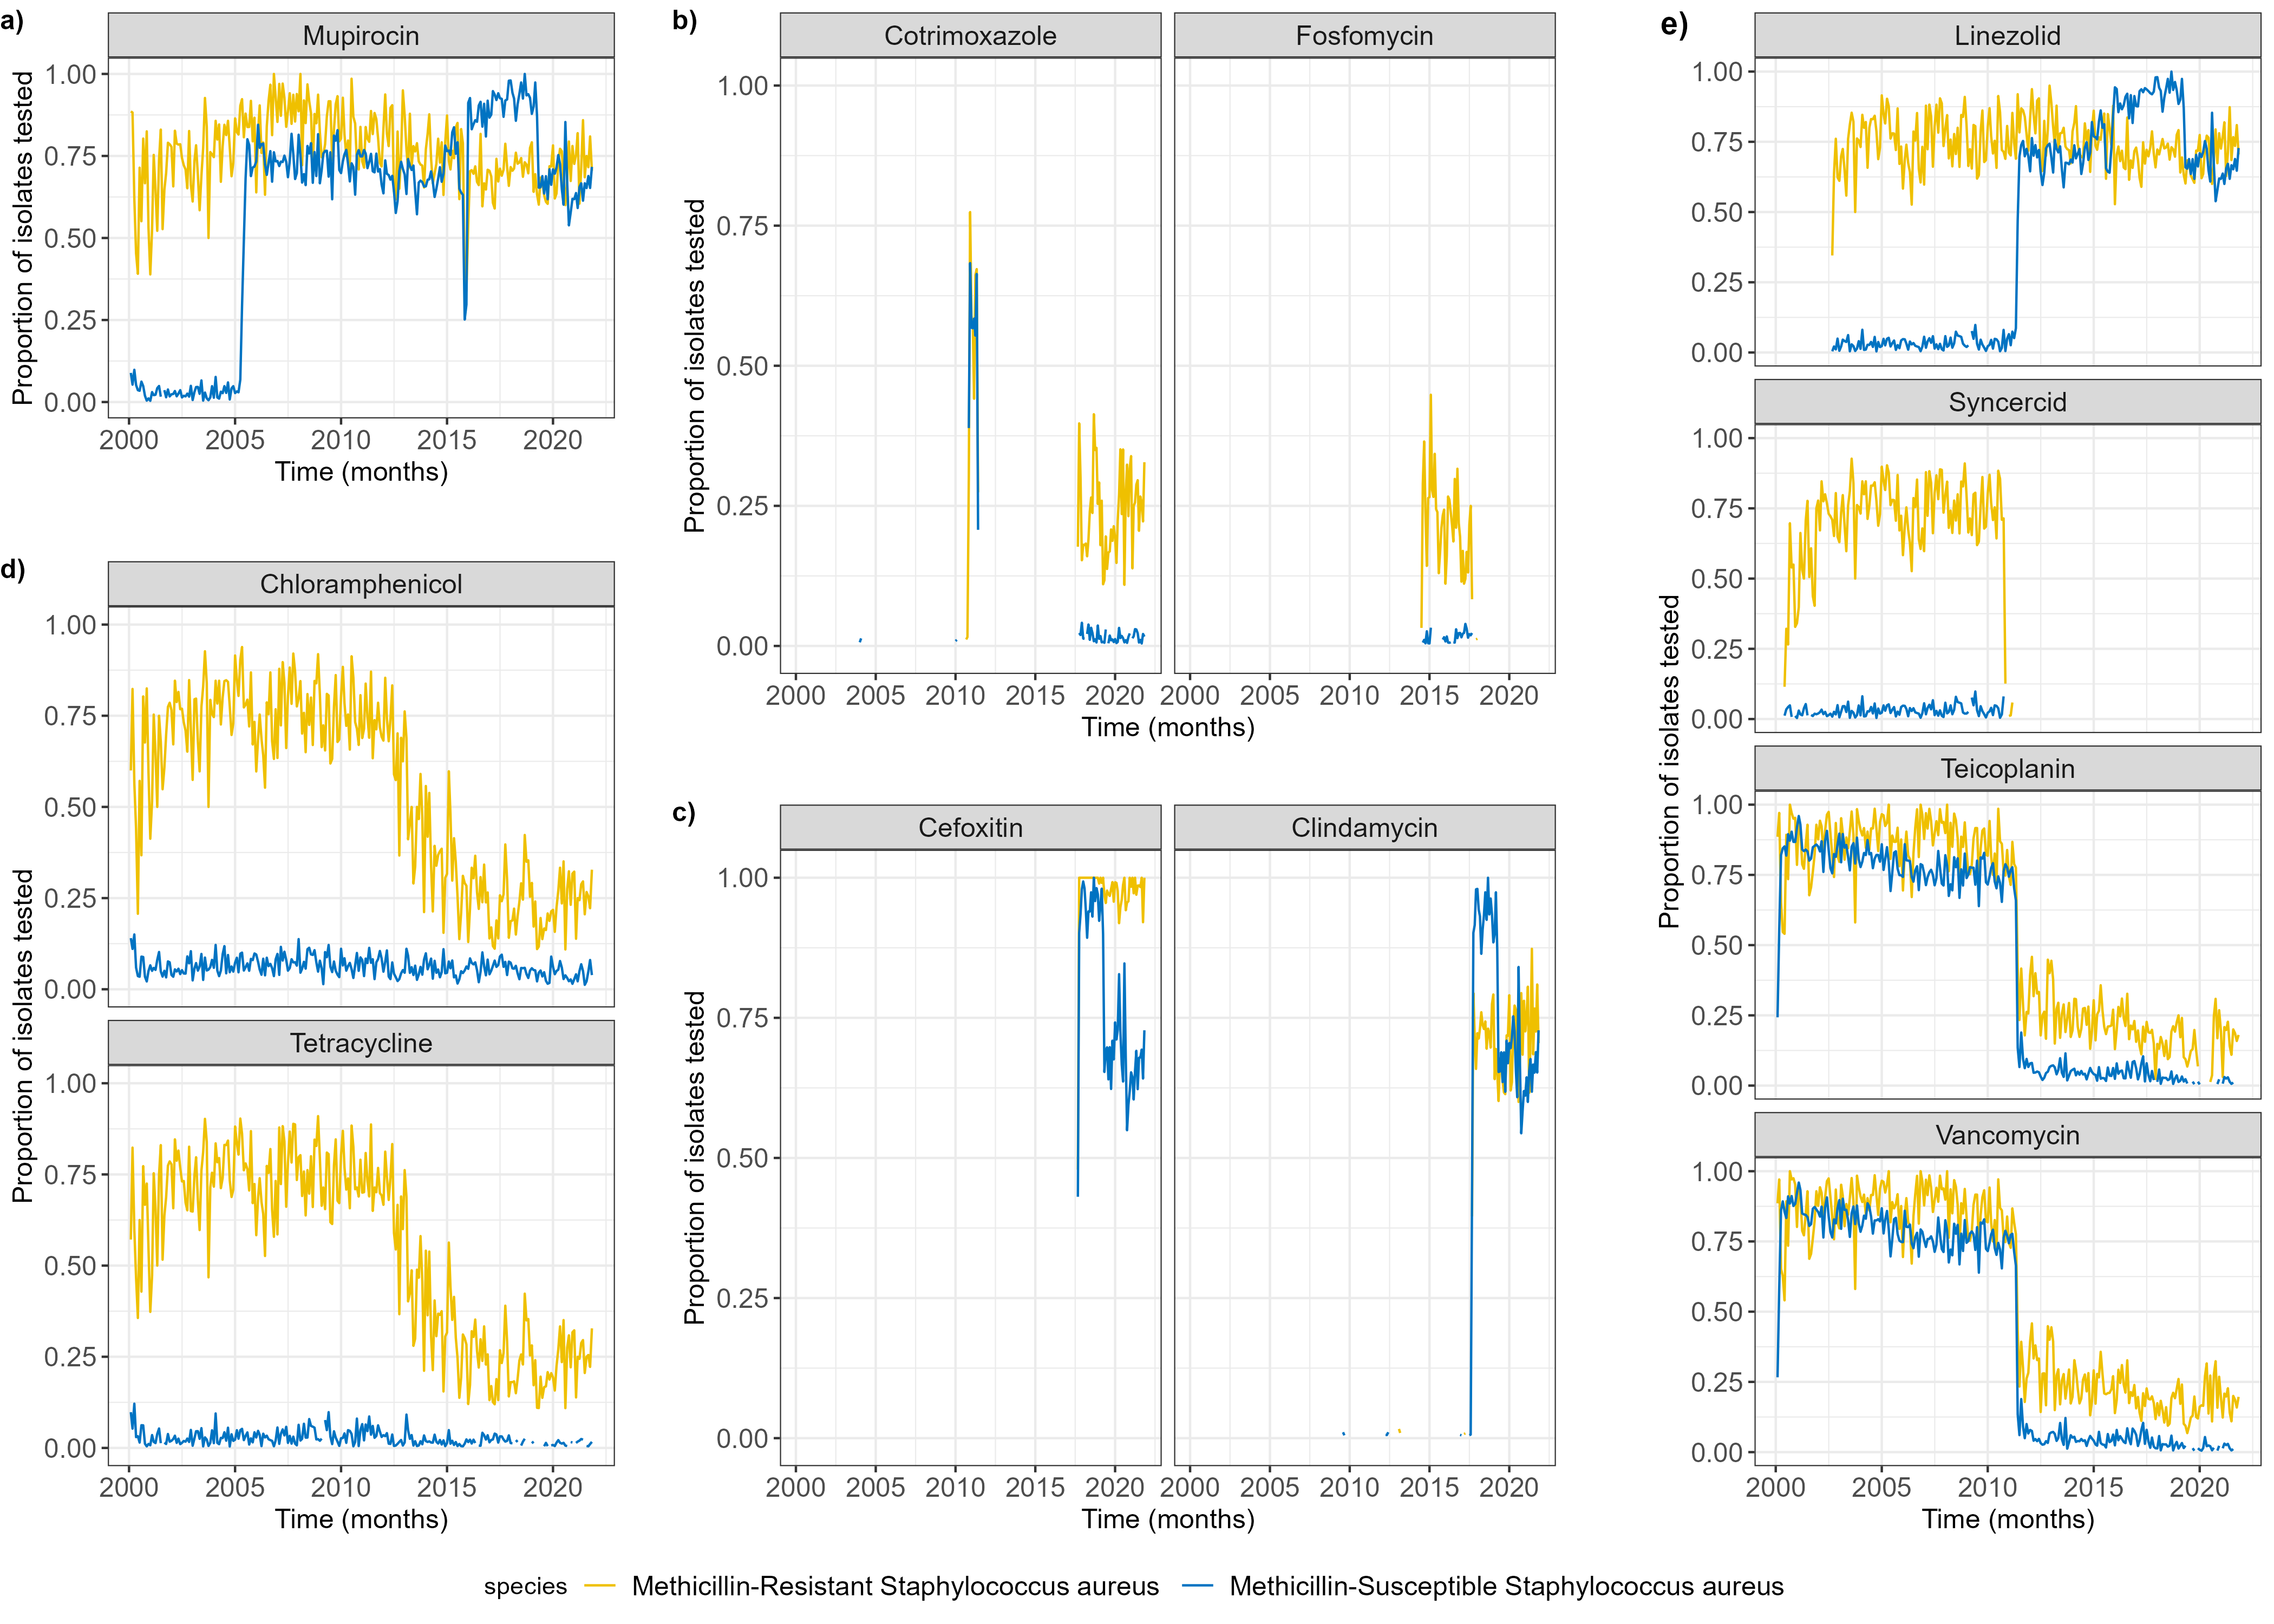 a)
Mupirocin
Proportion of isolates tested
1.00
0.75
0.50
0.25
0.00
2000 2005 2010 2015 2020
Time (months)
b)
Cotrimoxazole Fosfomycin
Proportion of isolates tested
1.00
0.75
0.50
0.25
0.00
2000 2005 2010 2015 2020 2000 2005 2010 2015 2020
Time (months)
c)
Cefoxitin Clindamycin
Proportion of isolates tested
1.00
0.75
0.50
0.25
0.00
2000 2005 2010 2015 2020 2000 2005 2010 2015 2020
Time (months)
d)
Chloramphenicol
Proportion of isolates tested
1.00
0.75
0.50
0.25
0.00
Tetracycline
1.00
0.75
0.50
0.25
0.00
2000 2005 2010 2015 2020
Time (months)
e)
Linezolid
Proportion of isolates tested
1.00
0.75
0.50
0.25
0.00
Syncercid
1.00
0.75
0.50
0.25
0.00
Teicoplanin
1.00
0.75
0.50
0.25
0.00
Vancomycin
1.00
0.75
0.50
0.25
0.00
2000 2005 2010 2015 2020
Time (months)
species Methicillin-Resistant Staphylococcus aureus Methicillin-Susceptible Staphylococcus aureus